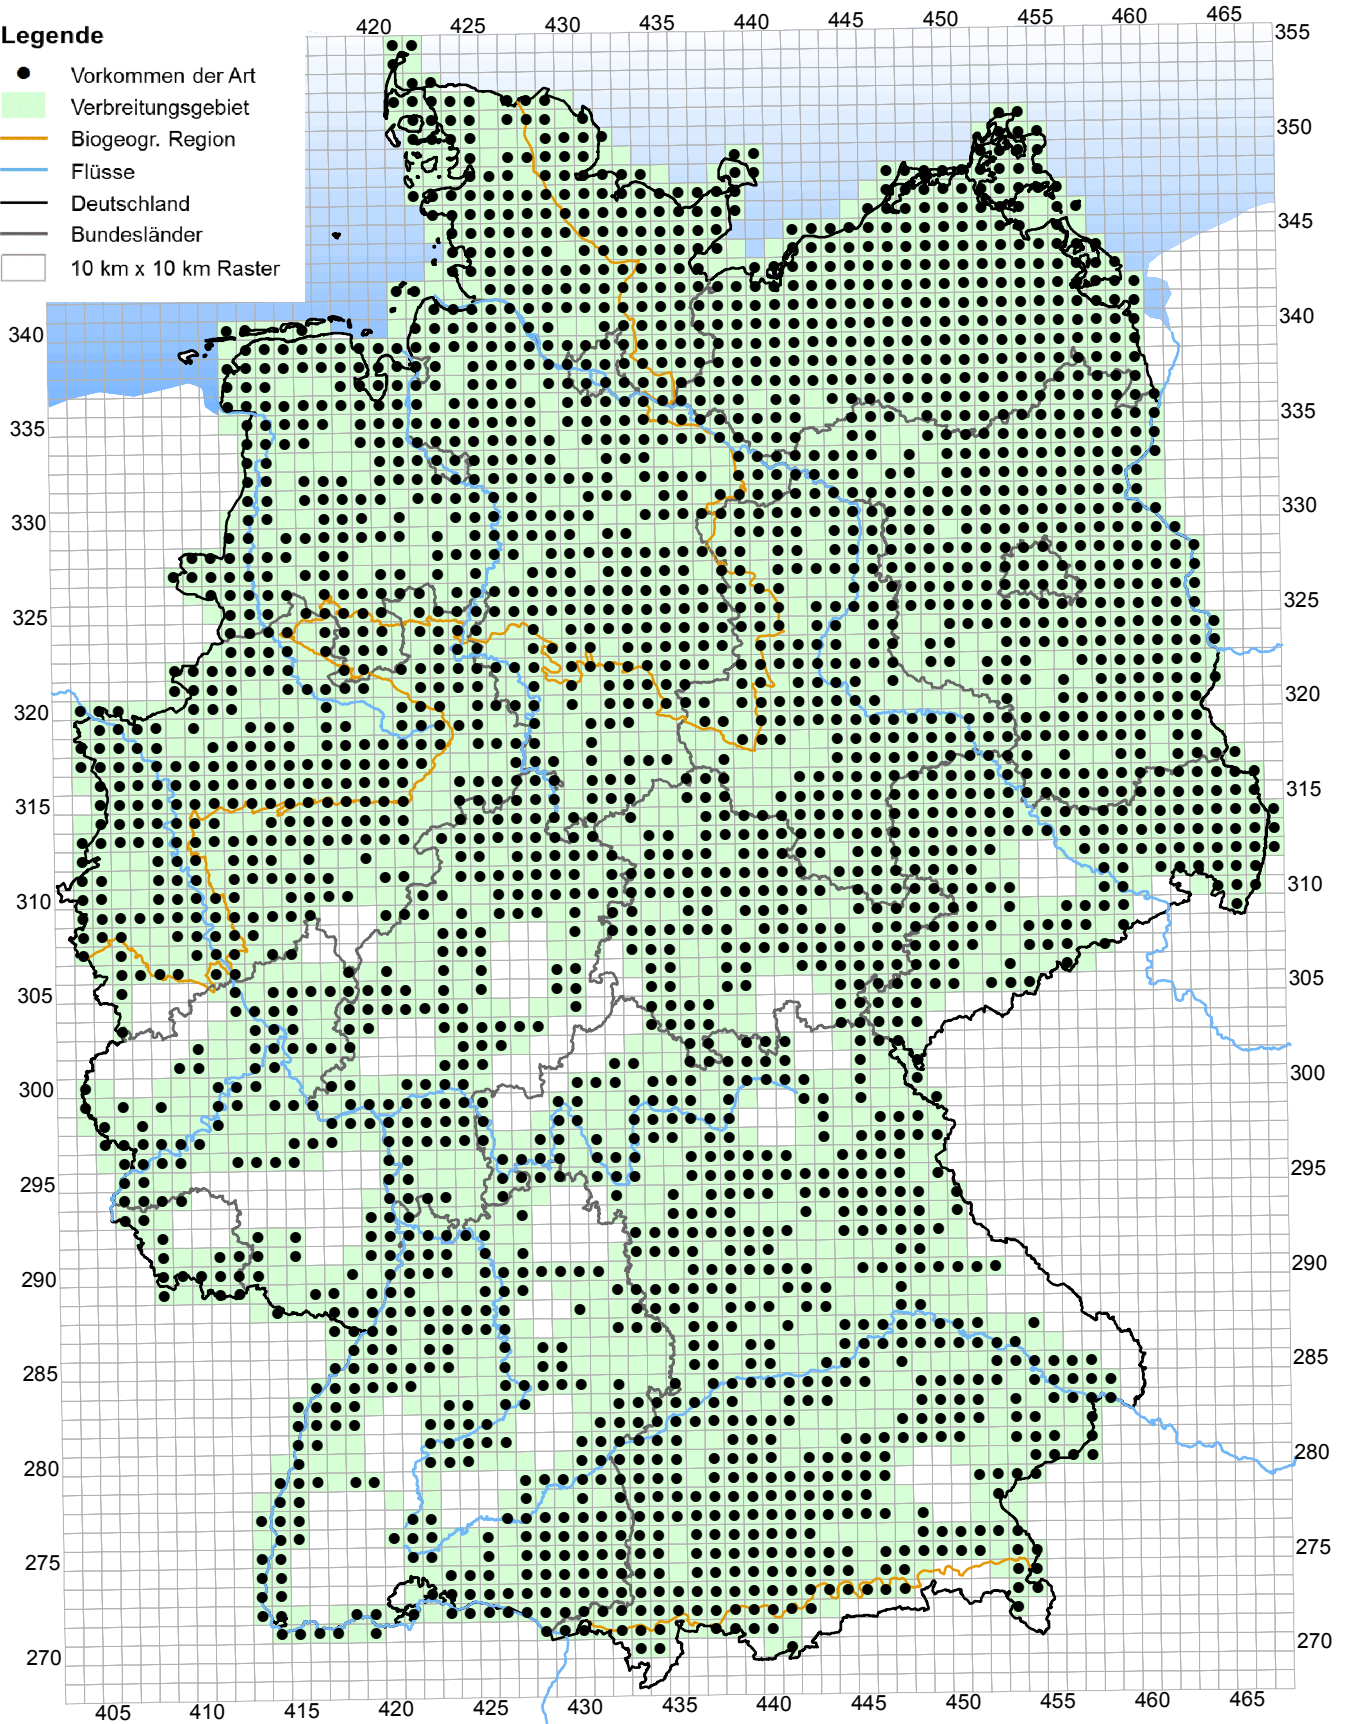 420 425 430 435 440 445 450 455 460 465
355
Legende
Vorkommen der Art
Verbreitungsgebiet
Biogeogr. Region
Flüsse
Deutschland
Bundesländer
10 km x 10 km Raster
350
345
340 340
335 335
330 330
325 325
320 320
315 315
310 310
305 305
300 300
295 295
290 290
285 285
280 280
275 275
270 270
405 410 415 420 425 430 435 440 445 450 455 460 465